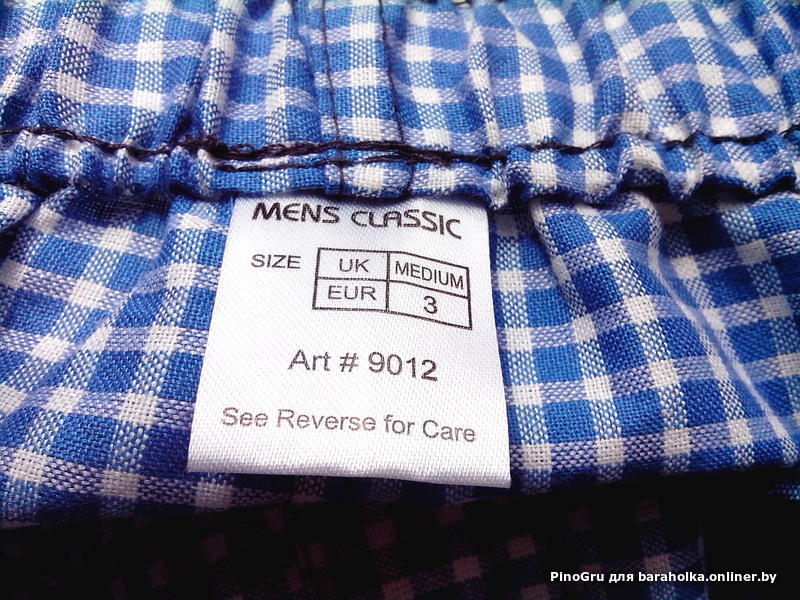 MENS CLASSIC
SIZE UK MEDIUM
EUR 3
Art # 9012
See Reverse for Care
PinoGru для baraholka.onliner.by